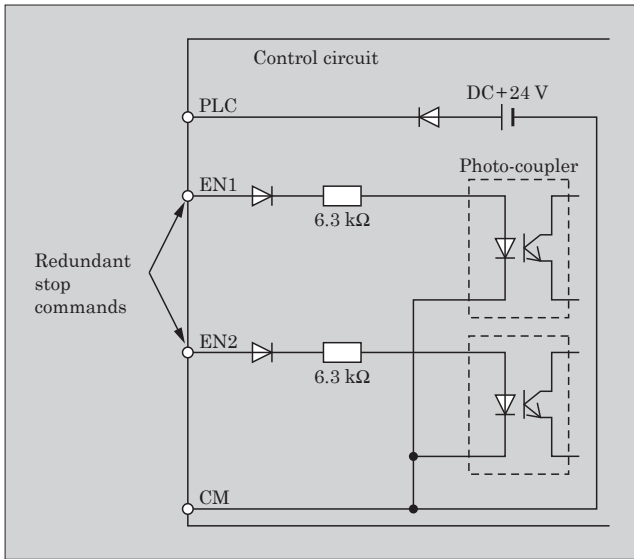 Control circuit
PLC
DC+24 V
EN1
6.3 kΩ
Photo-coupler
Redundant
stop
commands
EN2
6.3 kΩ
CM